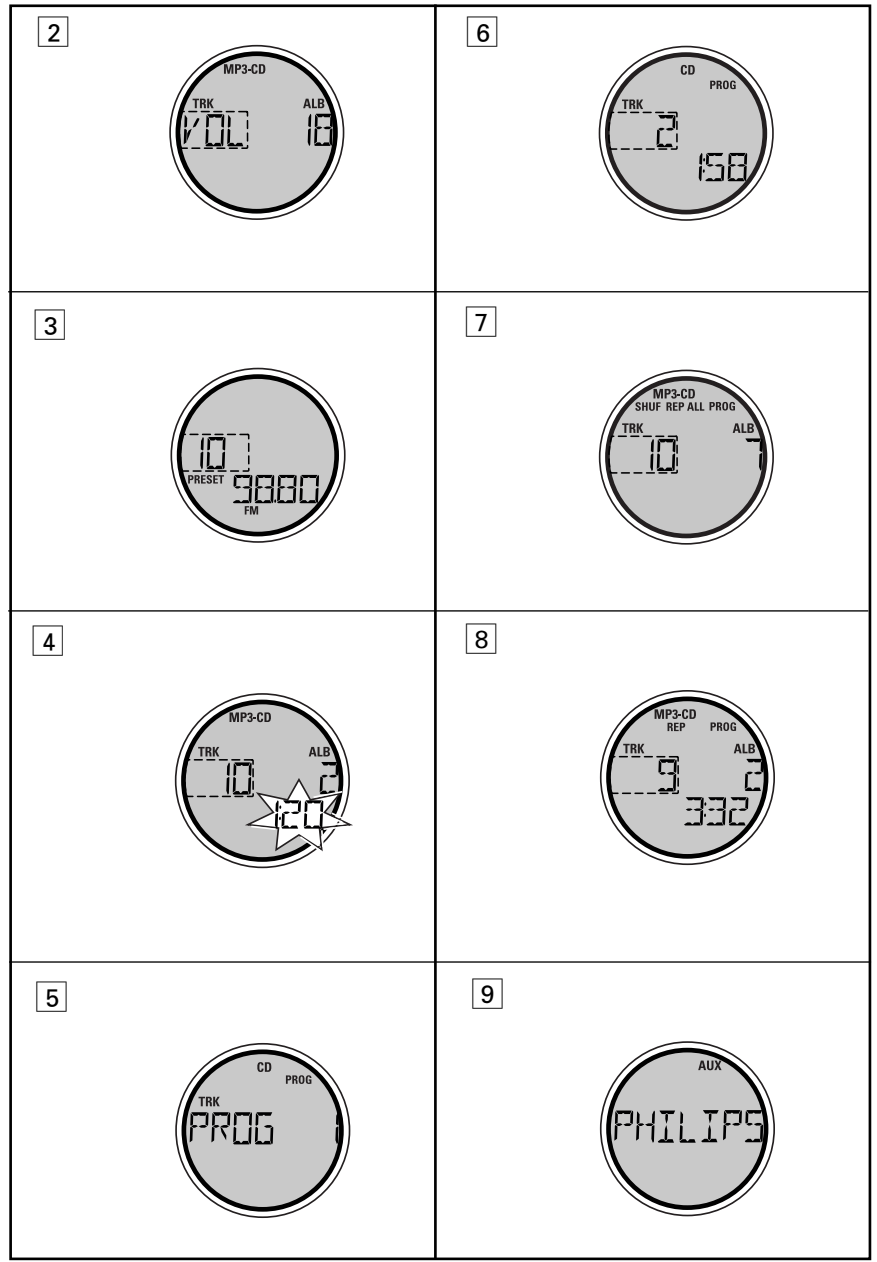 2
MP3-CD
TRK ALB
VOL 18
3
10
PRESET 98.80
FM
4
MP3-CD
TRK ALB
10 2
1:20
5
CD
PROG
TRK
PROG 1
6
CD
PROG
TRK
2
1:58
7
MP3-CD
SHUF REP ALL PROG
TRK ALB
10 7
8
MP3-CD
REP PROG
TRK ALB
9 2
3:32
9
AUX
PHILIPS